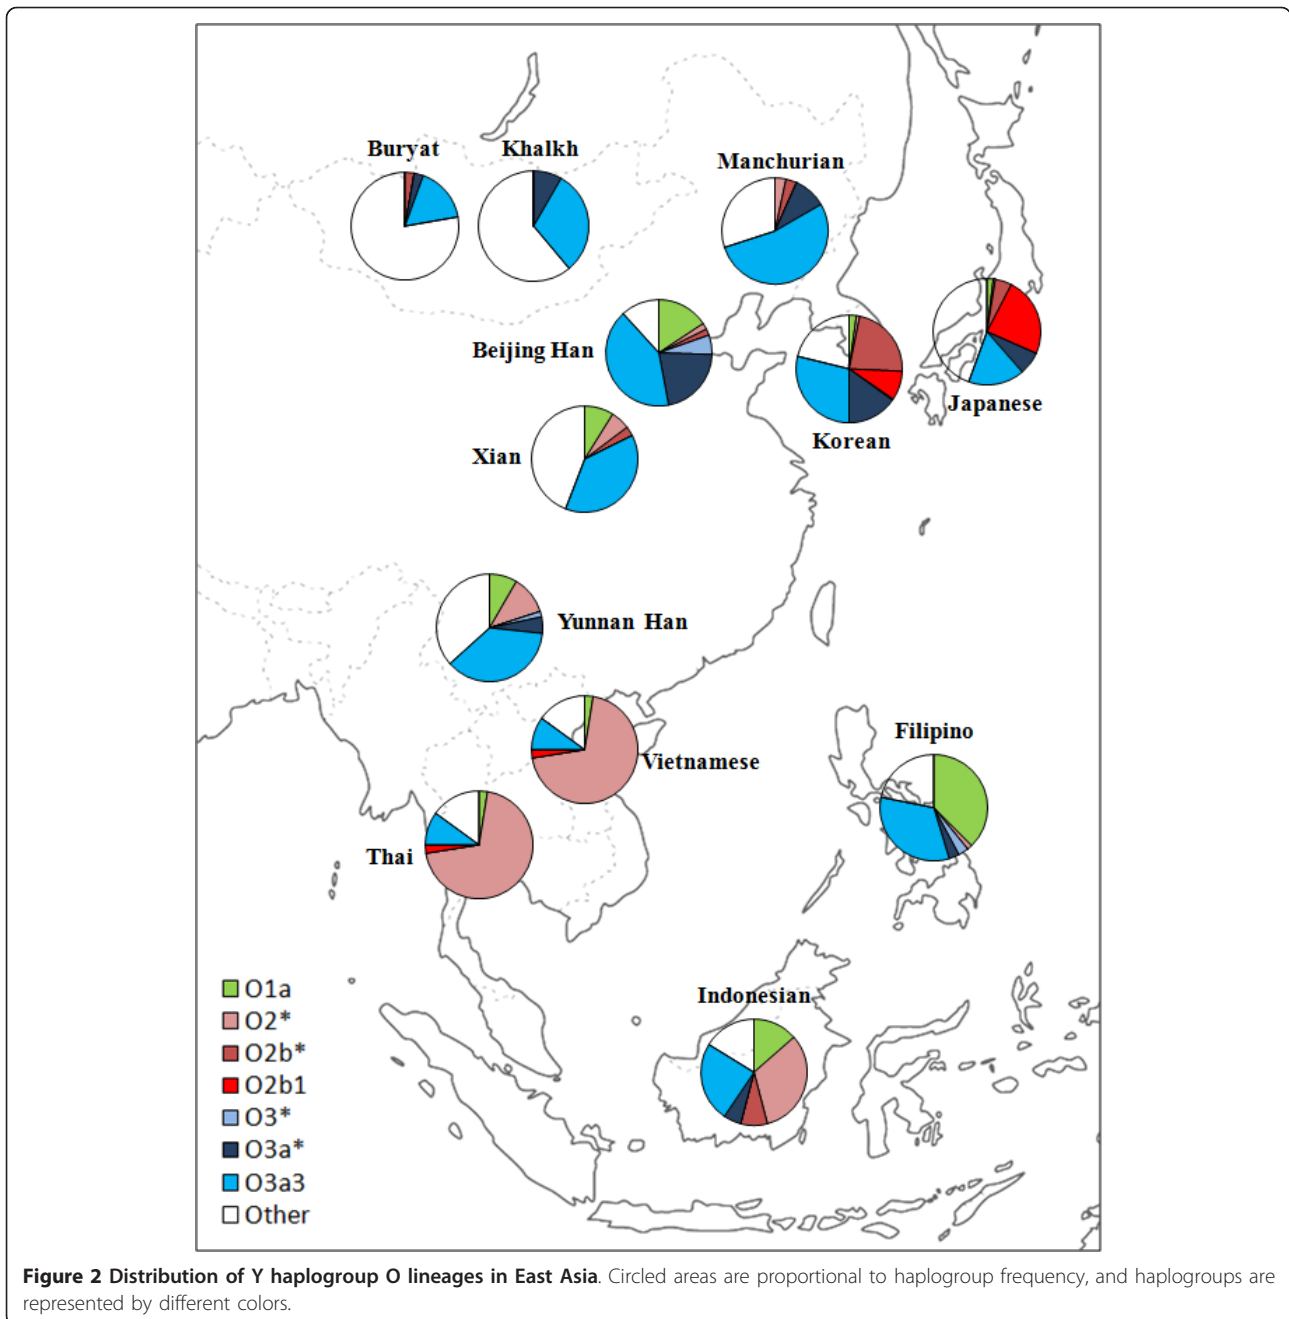 Buryat
Khalkh
Manchurian
Beijing Han
Japanese
Korean
Xian
Yunnan Han
Vietnamese
Filipino
Thai
Indonesian
O1a
O2*
O2b*
O2b1
O3*
O3a*
O3a3
Other
Figure 2 Distribution of Y haplogroup O lineages in East Asia. Circled areas are proportional to haplogroup frequency, and haplogroups are
represented by different colors.